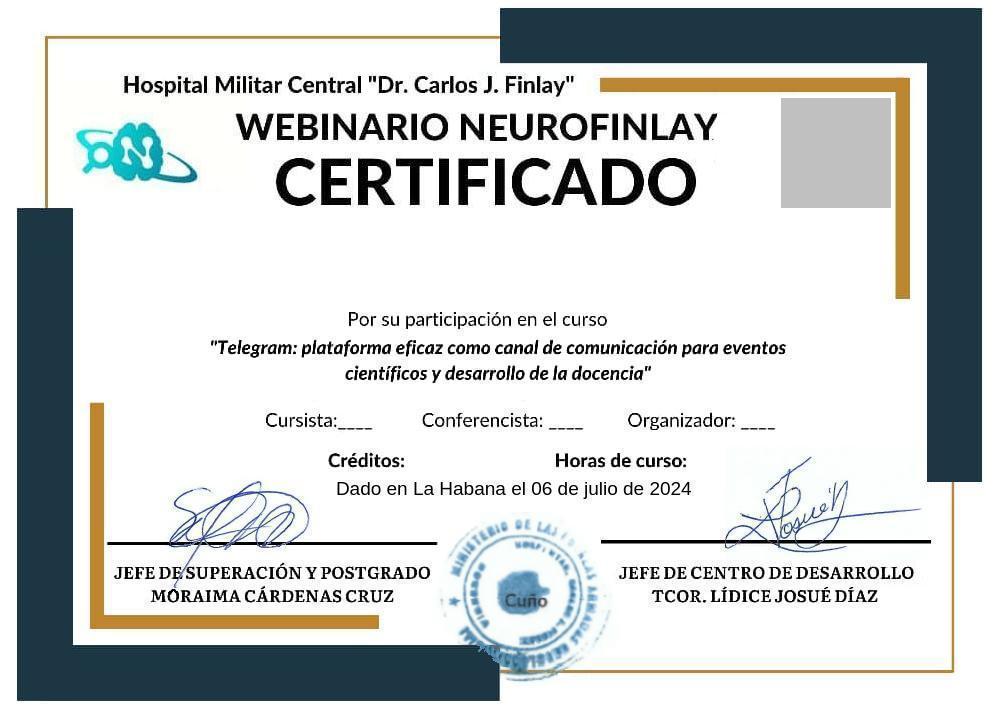 Hospital Militar Central "Dr. Carlos J. Finlay"
WEBINARIO NEUROFINLAY
CERTIFICADO
Por su participación en el curso
"Telegram: plataforma eficaz como canal de comunicación para eventos
científicos y desarrollo de la docencia"
Cursista:____ Conferencista: ____ Organizador: ____
Créditos: Horas de curso:
Dado en La Habana el 06 de julio de 2024
JEFE DE SUPERACIÓN Y POSTGRADO
MORAIMA CÁRDENAS CRUZ
JEFE DE CENTRO DE DESARROLLO
TCOR. LÍDICE JOSUÉ DÍAZ
MINISTERIO DE LAS ARMADAS
Cuño
Josué